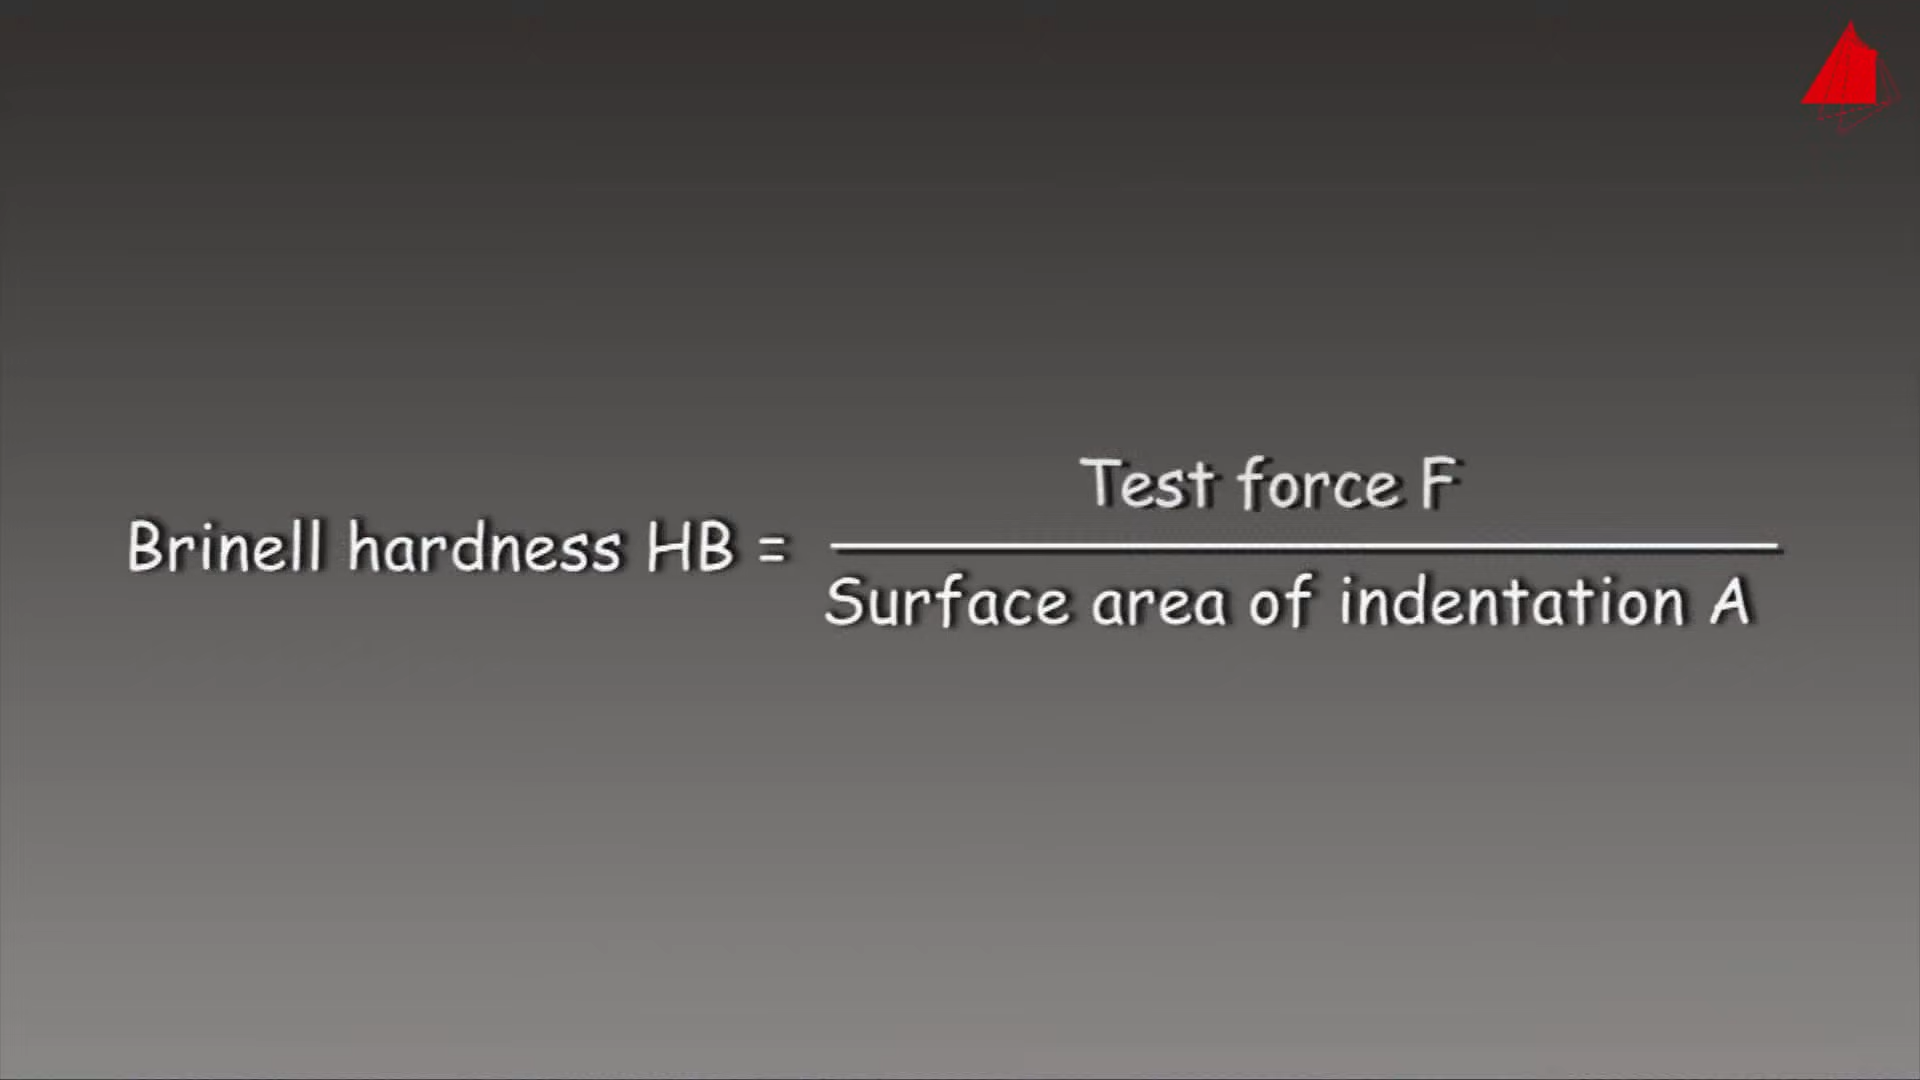 Brinell hardness HB =
Test force F
Surface area of indentation A